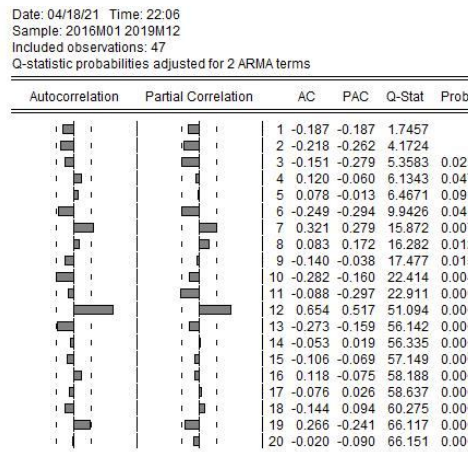 Date: 04/18/21 Time: 22:06
Sample: 2016M01 2019M12
Included observations: 47
Q-statistic probabilities adjusted for 2 ARMA terms
Autocorrelation Partial Correlation AC PAC Q-Stat Prob
1 -0.187 -0.187 1.7457
2 -0.218 -0.262 4.1724
3 -0.151 -0.279 5.3583 0.02
4 0.120 -0.060 6.1343 0.04
5 0.078 -0.013 6.4671 0.09
6 -0.249 -0.294 9.9426 0.04
7 0.321 0.279 15.872 0.00
8 0.083 0.172 16.282 0.01
9 -0.140 -0.038 17.477 0.01
10 -0.282 -0.160 22.414 0.00
11 -0.088 -0.297 22.911 0.00
12 0.654 0.517 51.094 0.00
13 -0.273 -0.159 56.142 0.00
14 -0.053 0.019 56.335 0.00
15 -0.106 -0.069 57.149 0.00
16 0.118 -0.075 58.188 0.00
17 -0.076 0.026 58.637 0.00
18 -0.144 0.094 60.275 0.00
19 0.266 -0.241 66.117 0.00
20 -0.020 -0.090 66.151 0.00